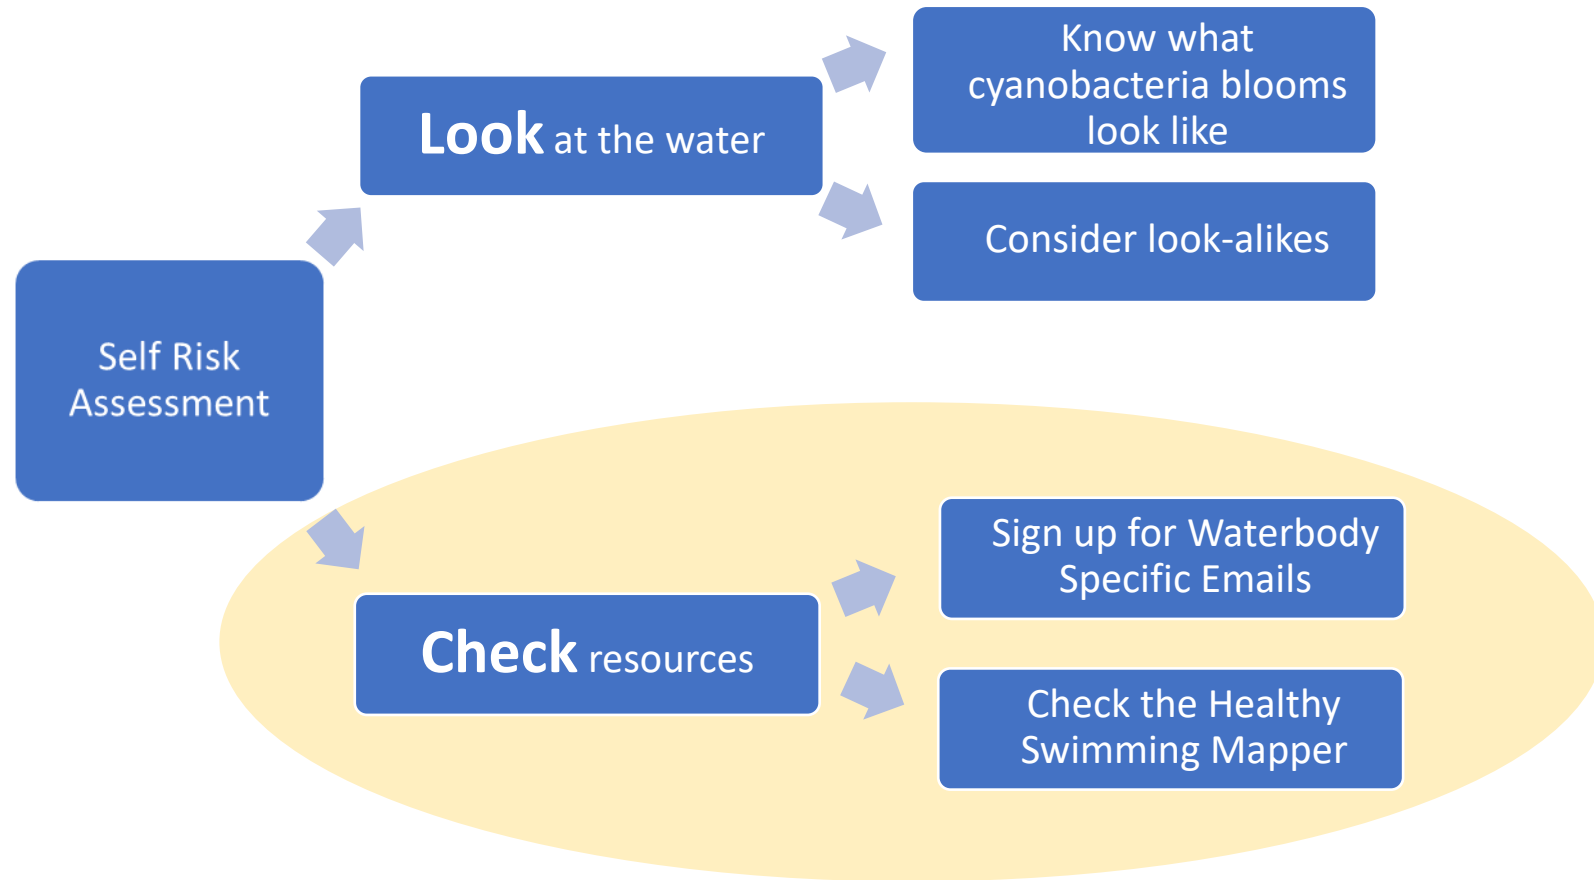 Self Risk
Assessment
Look at the water
Know what
cyanobacteria blooms
look like
Consider look-alikes
Check resources
Sign up for Waterbody
Specific Emails
Check the Healthy
Swimming Mapper